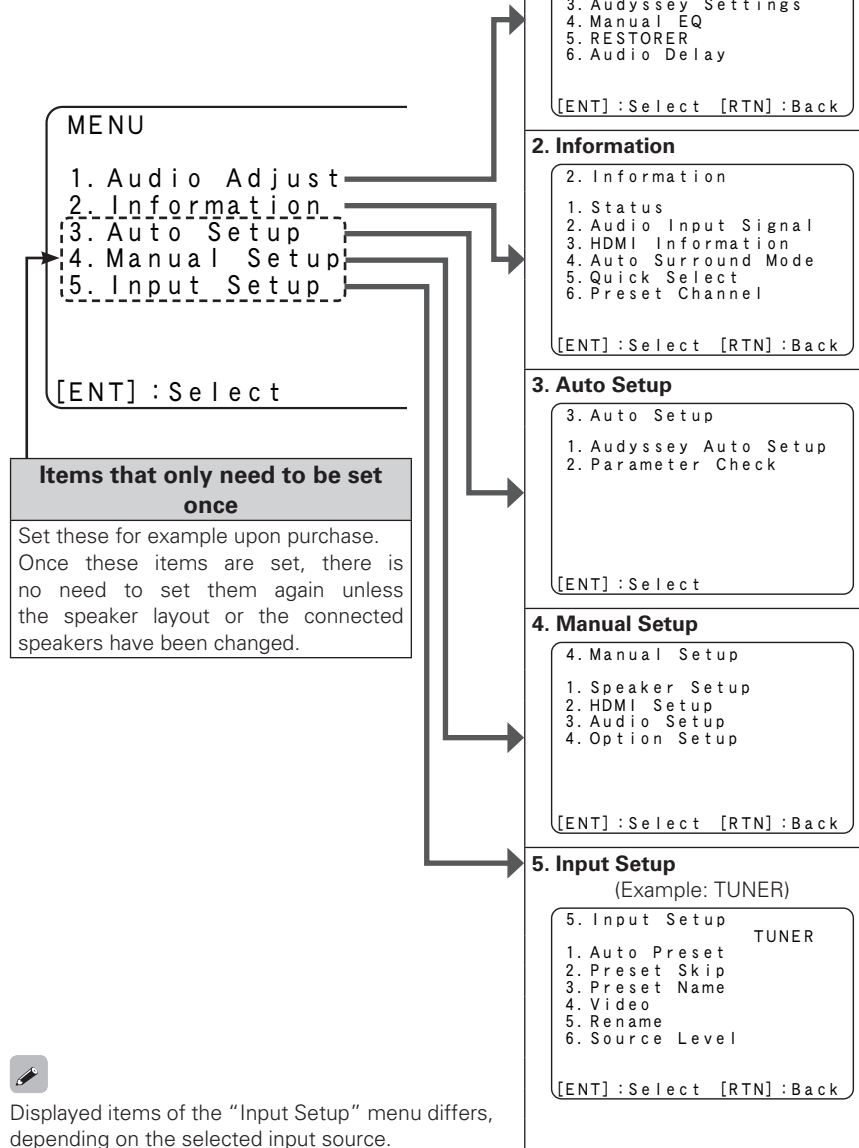 MENU
1. Audio Adjust
2. Information
3. Auto Setup
4. Manual Setup
5. Input Setup
[ENT] : Select
Items that only need to be set
once
Set these for example upon purchase.
Once these items are set, there is
no need to set them again unless
the speaker layout or the connected
speakers have been changed.
Displayed items of the “Input Setup” menu differs,
depending on the selected input source.
3. Audyssey Settings
4. Manual EQ
5. RESTORER
6. Audio Delay
[ENT] : Select [RTN] : Back
2. Information
2. Information
1. Status
2. Audio Input Signal
3. HDMI Information
4. Auto Surround Mode
5. Quick Select
6. Preset Channel
[ENT] : Select [RTN] : Back
3. Auto Setup
3. Auto Setup
1. Audyssey Auto Setup
2. Parameter Check
[ENT] : Select
4. Manual Setup
4. Manual Setup
1. Speaker Setup
2. HDMI Setup
3. Audio Setup
4. Option Setup
[ENT] : Select [RTN] : Back
5. Input Setup
(Example: TUNER)
5. Input Setup
TUNER
1. Auto Preset
2. Preset Skip
3. Preset Name
4. Video
5. Rename
6. Source Level
[ENT] : Select [RTN] : Back